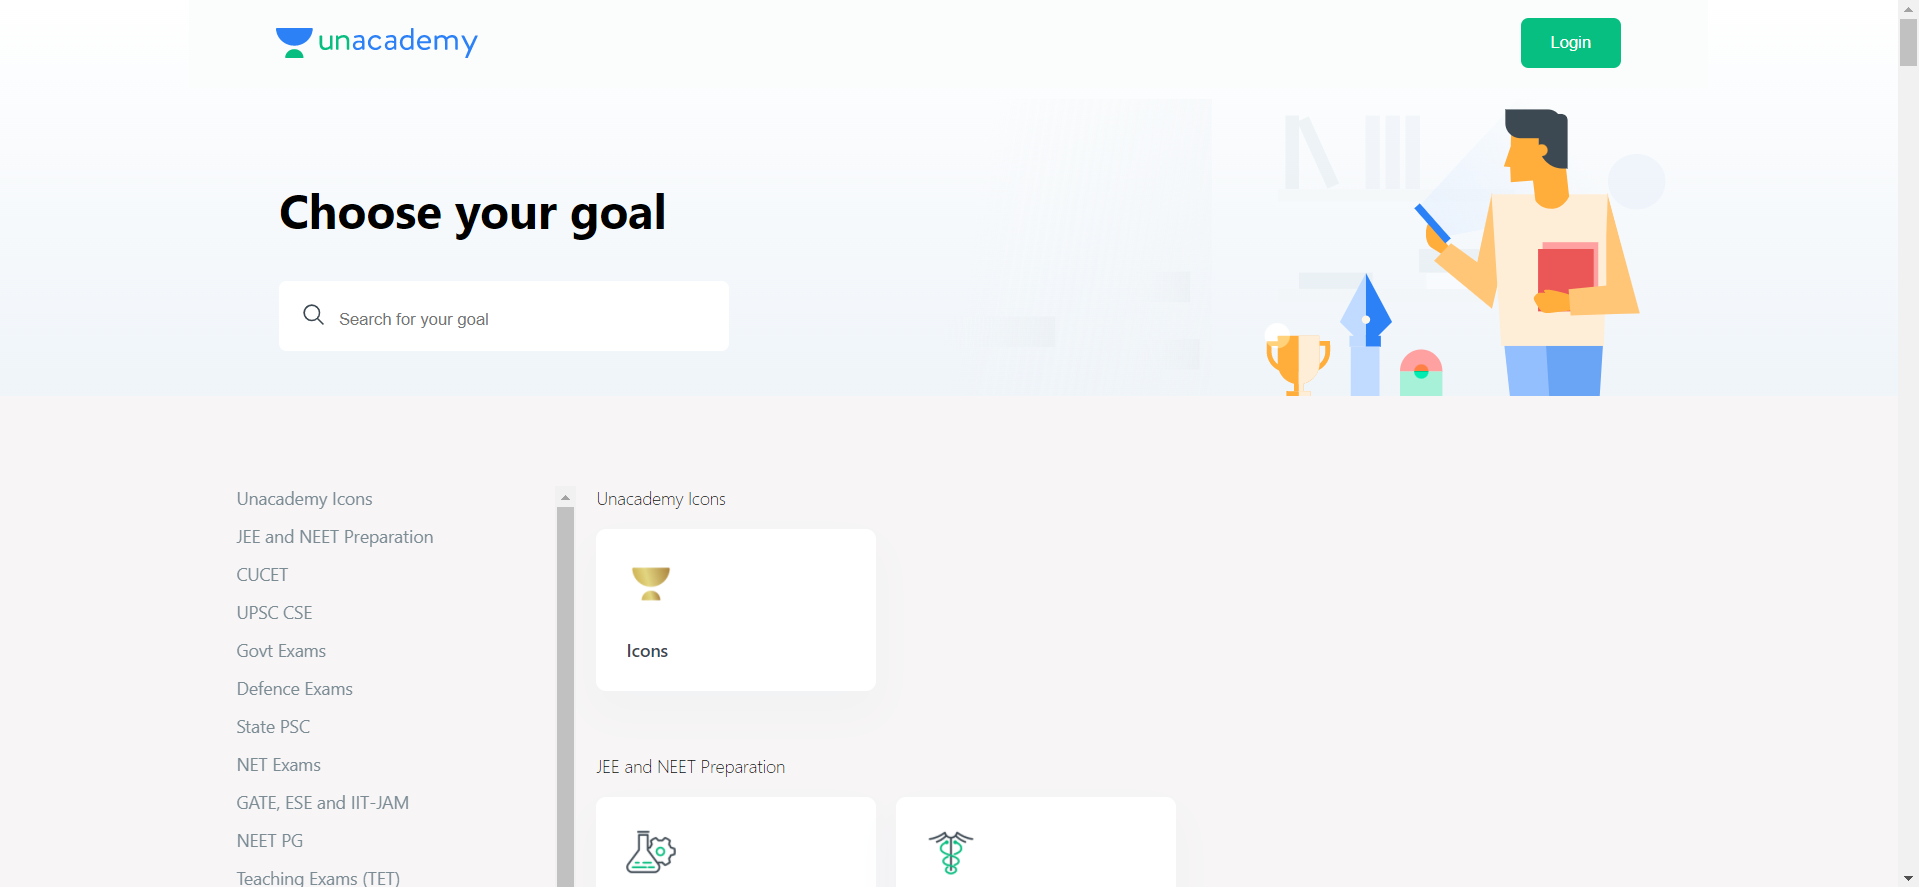 unacademy
Login
Choose your goal
Search for your goal
Unacademy Icons
JEE and NEET Preparation
CUCET
UPSC CSE
Govt Exams
Defence Exams
State PSC
NET Exams
GATE, ESE and IIT-JAM
NEET PG
Teaching Exams (TET)
Unacademy Icons
Icons
JEE and NEET Preparation